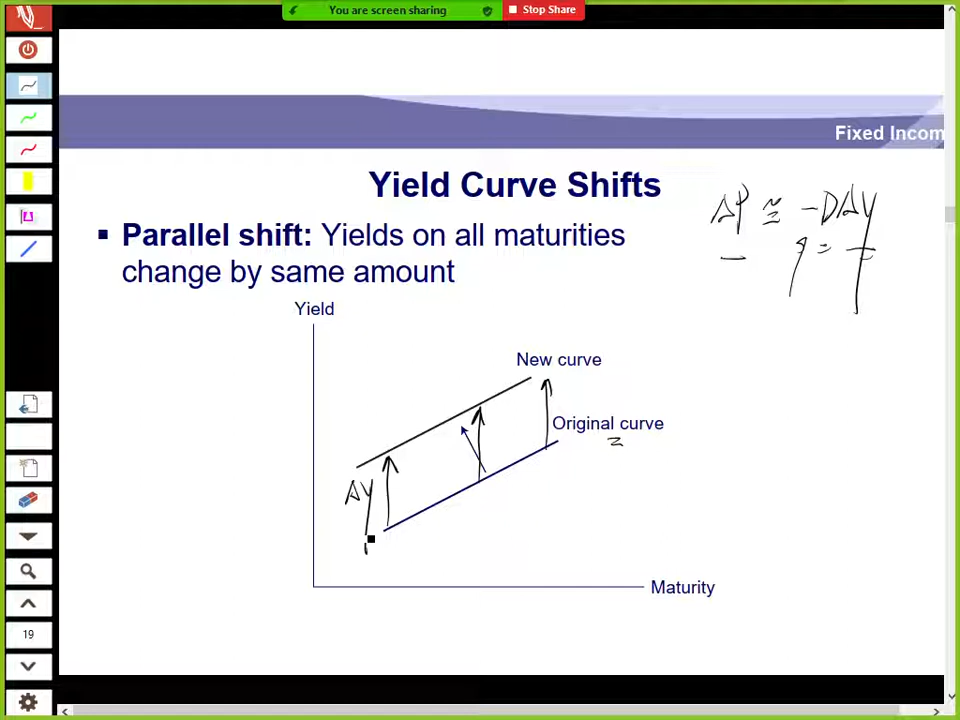 You are screen sharing
Stop Share
Fixed Incom
Yield Curve Shifts
ΔP ≅ -DΔy
▪ Parallel shift: Yields on all maturities
change by same amount
Yield
New curve
Original curve
Δy
Maturity
19